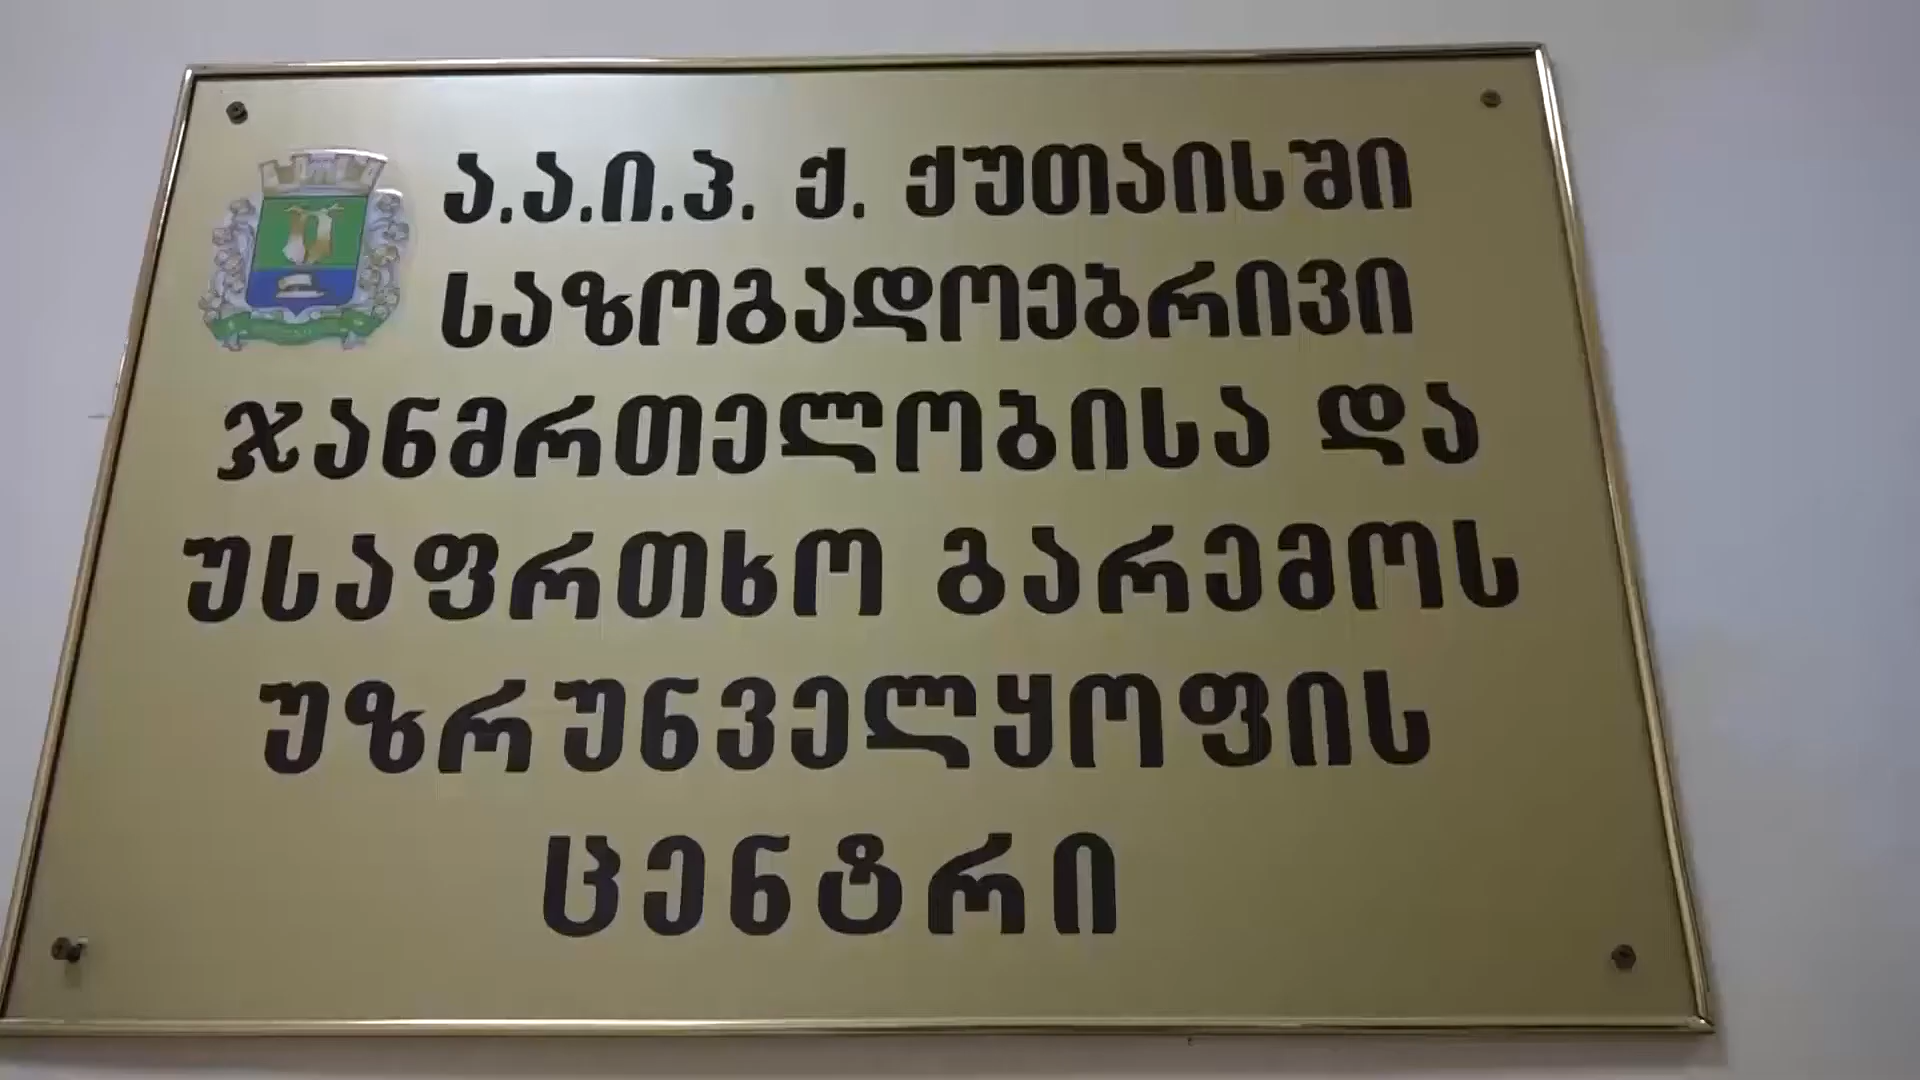 ა.ა.ი.პ. ქ. ქუთაისში
საზოგადოებრივი
ჯანმრთელობისა და
უსაფრთხო გარემოს
უზრუნველყოფის
ცენტრი